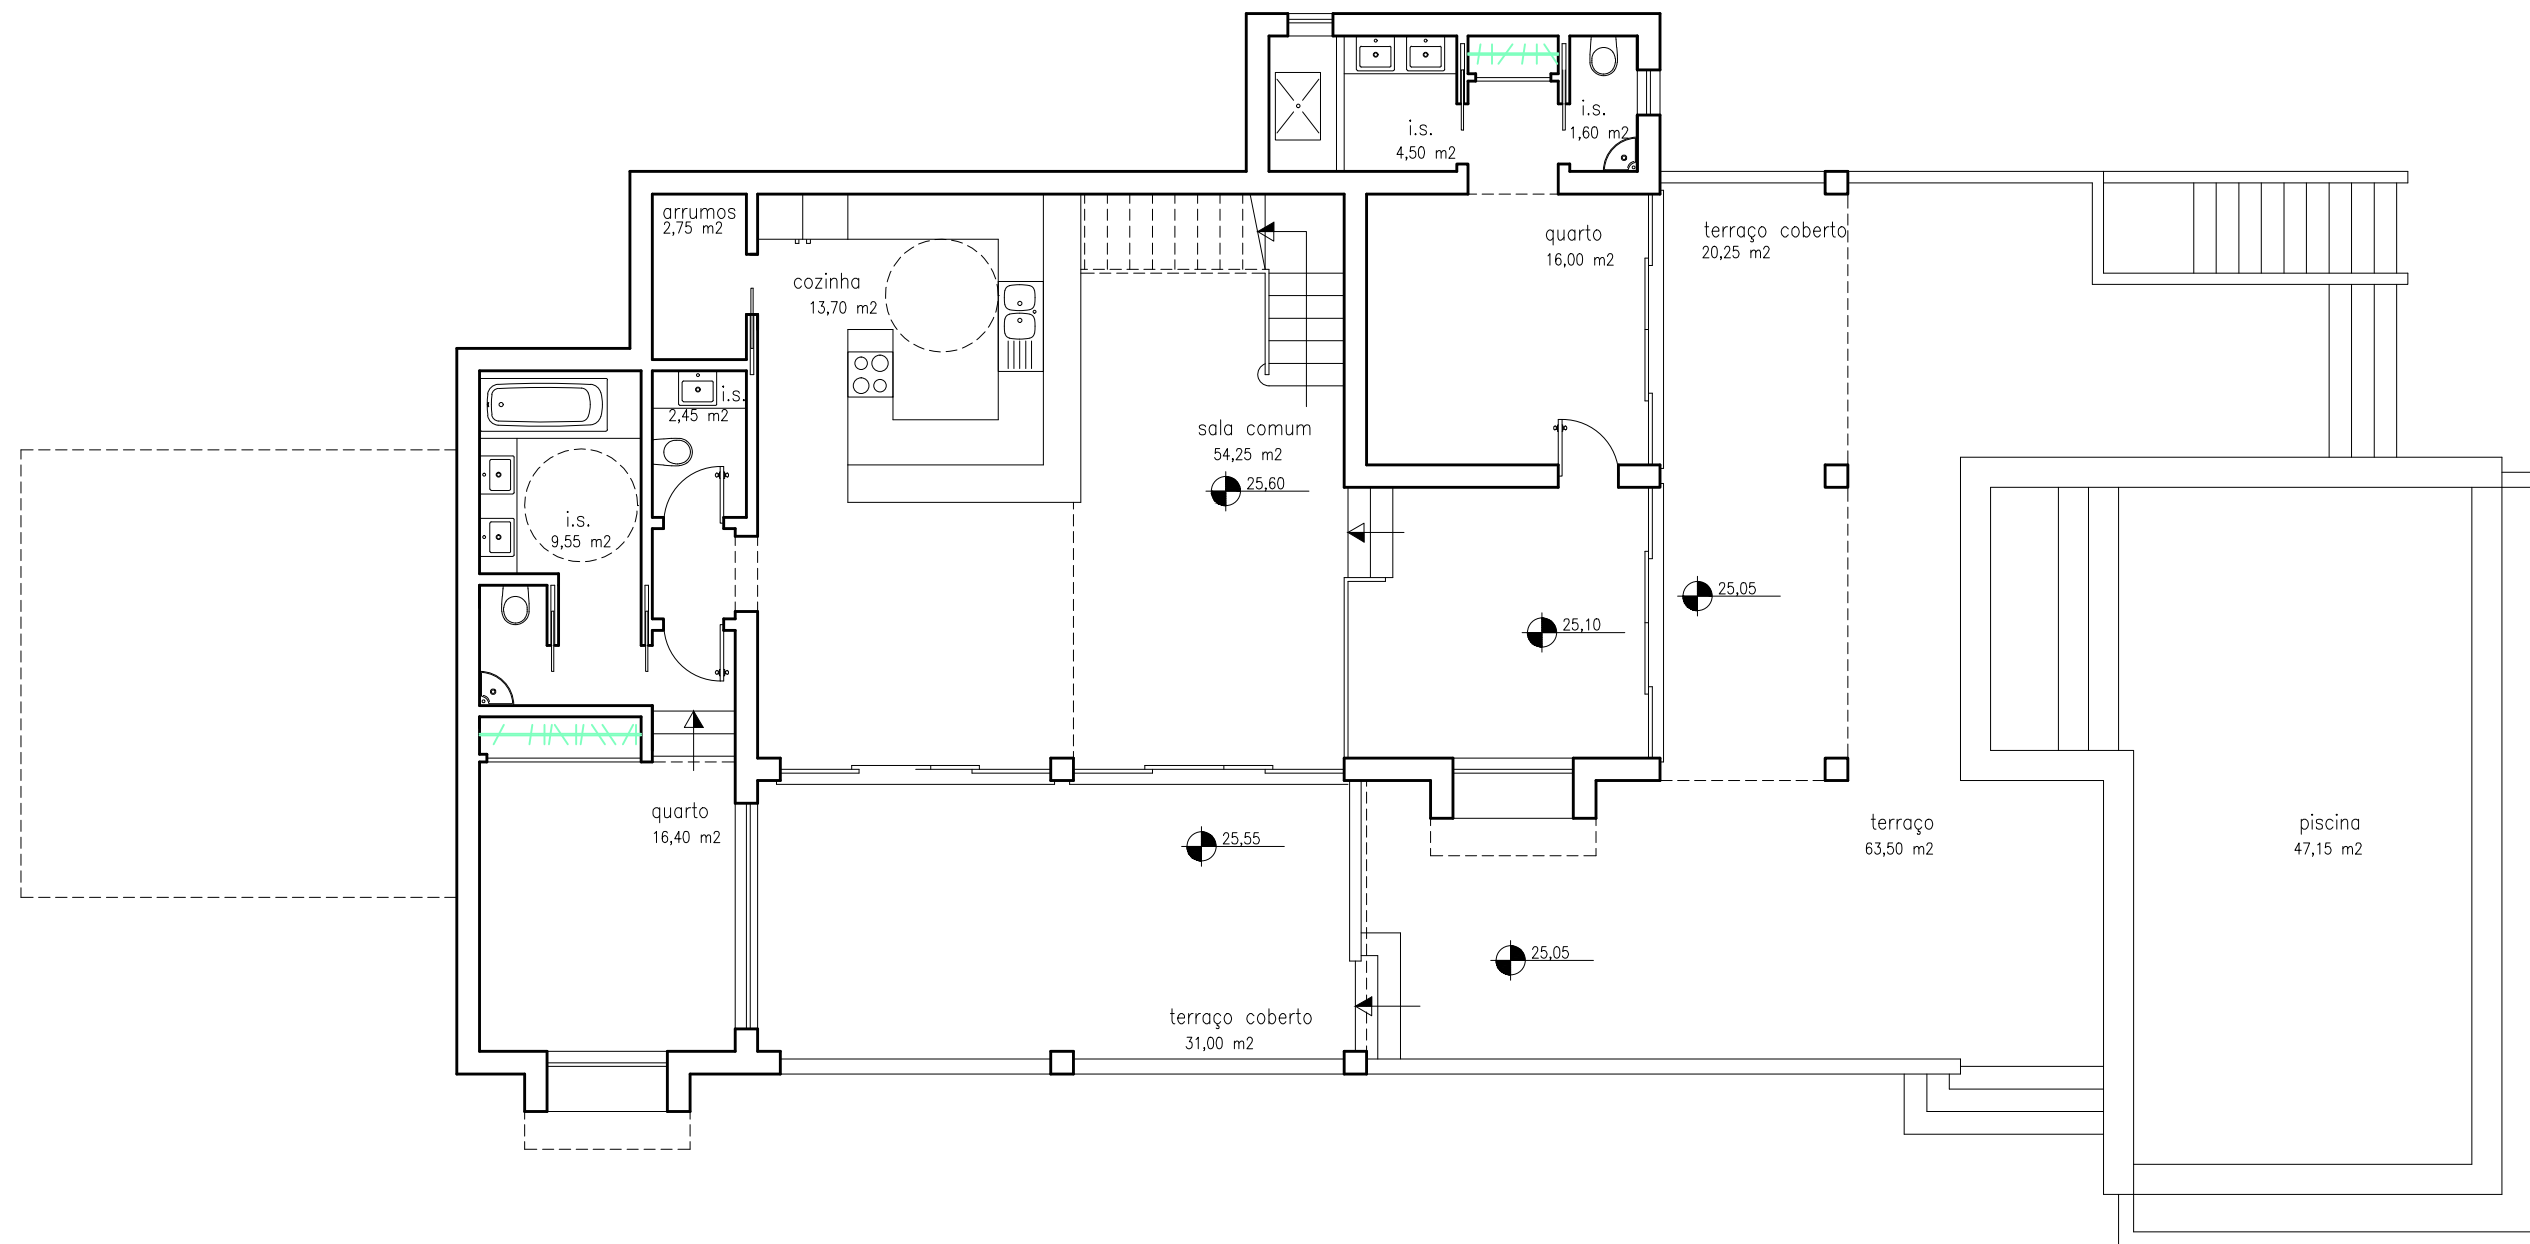 i.s.
1,60 m2
i.s.
4,50 m2
arrumos
2,75 m2
quarto
16,00 m2
terraço coberto
20,25 m2
cozinha
13,70 m2
i.s.
2,45 m2
sala comum
54,25 m2
25,60
i.s.
9,55 m2
25,05
25,10
quarto
16,40 m2
25,55
terraço
63,50 m2
piscina
47,15 m2
25,05
terraço coberto
31,00 m2